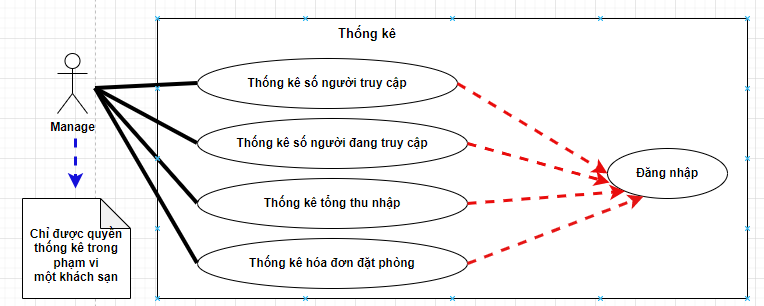 Thống kê
Thống kê số người truy cập
Manage
Thống kê số người đang truy cập
Đăng nhập
Thống kê tổng thu nhập
Chỉ được quyền
thống kê trong
phạm vi
một khách sạn
Thống kê hóa đơn đặt phòng